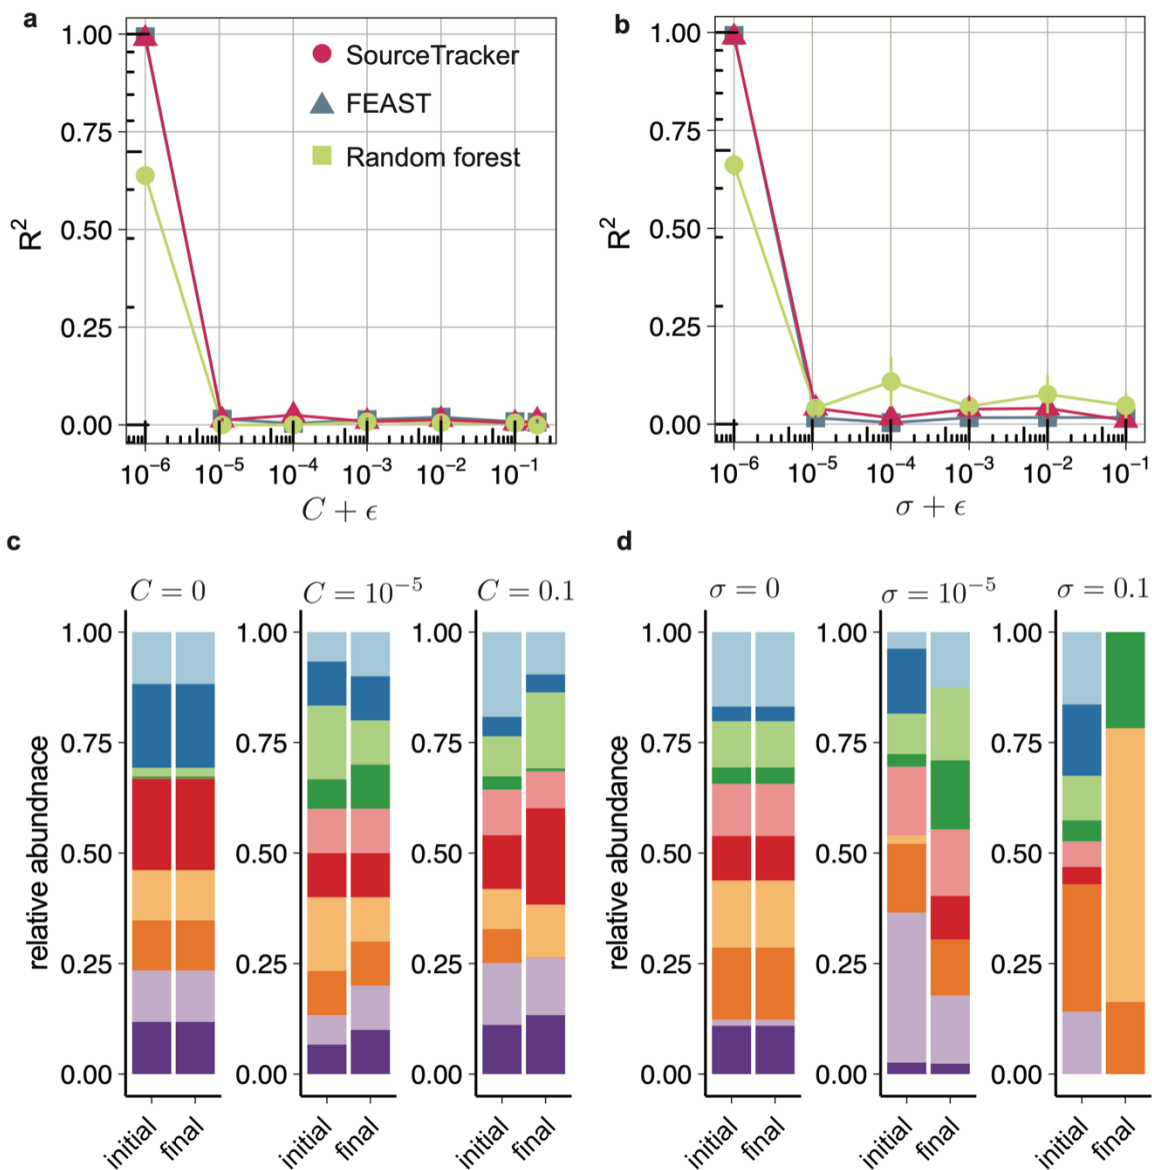 a
1.00
0.75
0.50
0.25
0.00
R²
SourceTracker
FEAST
Random forest
10⁻⁶ 10⁻⁵ 10⁻⁴ 10⁻³ 10⁻² 10⁻¹
C + ϵ
b
1.00
0.75
0.50
0.25
0.00
R²
10⁻⁶ 10⁻⁵ 10⁻⁴ 10⁻³ 10⁻² 10⁻¹
σ + ϵ
c
relative abundnace
C = 0
1.00
0.75
0.50
0.25
0.00
initial final
C = 10⁻⁵
1.00
0.75
0.50
0.25
0.00
initial final
C = 0.1
1.00
0.75
0.50
0.25
0.00
initial final
d
relative abundance
σ = 0
1.00
0.75
0.50
0.25
0.00
initial final
σ = 10⁻⁵
1.00
0.75
0.50
0.25
0.00
initial final
σ = 0.1
1.00
0.75
0.50
0.25
0.00
initial final